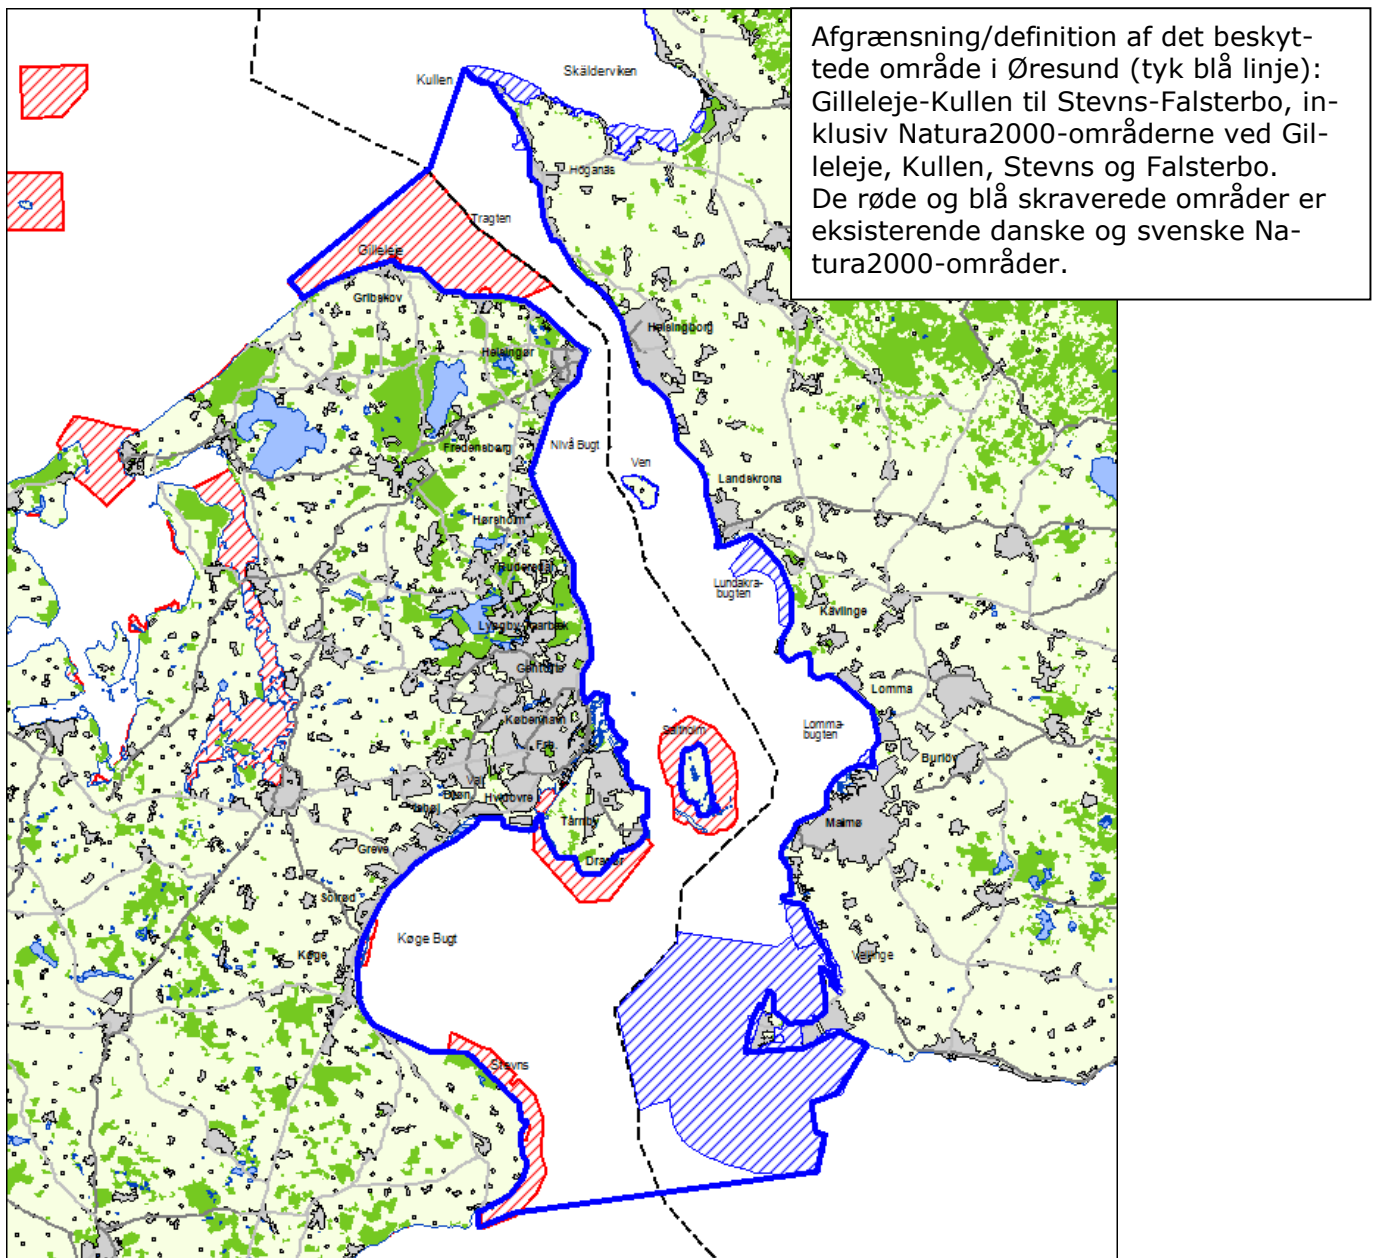 Afgrænsning/definition af det beskyt-
tede område i Øresund (tyk blå linje):
Gilleleje-Kullen til Stevns-Falsterbo, in-
klusiv Natura2000-områderne ved Gil-
leleje, Kullen, Stevns og Falsterbo.
De røde og blå skraverede områder er
eksisterende danske og svenske Na-
tura2000-områder.
Kullen
Skälderviken
Höganäs
Tragten
Gilleleje
Gribskov
Helsingborg
Helsingør
Nivå Bugt
Fredensborg
Ven
Landskrona
Hørsholm
Rudersdal
Lundåkra-
bugten
Kävlinge
Lyngby-Taarbæk
Gentofte
Lomma
København
Saltholm
Lomma-
bugten
Burlöv
Hvidovre
Ishøj
Tårnby
Malmø
Greve
Dragør
Solrød
Køge Bugt
Køge
Vellinge
Stevns